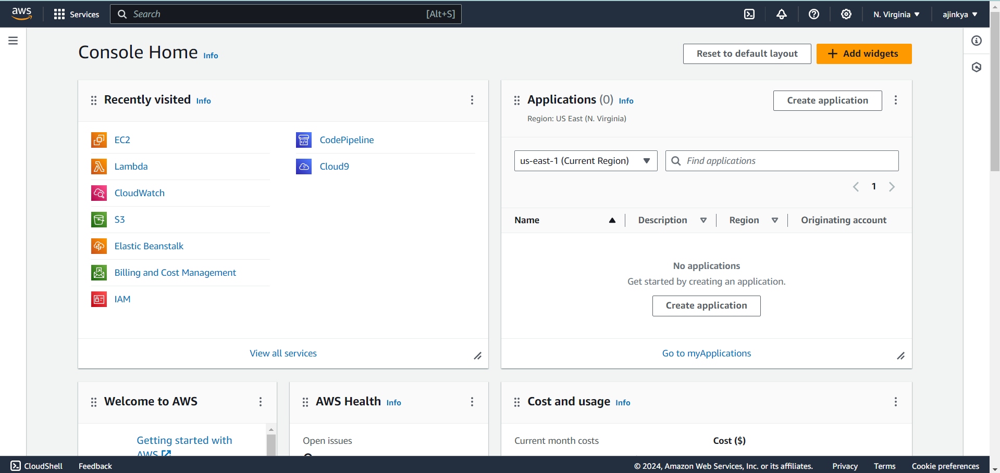 aws
Services
Search
[Alt+S]
N. Virginia
ajinkya
Console Home Info
Reset to default layout
Add widgets
Recently visited Info
EC2
Lambda
CloudWatch
S3
Elastic Beanstalk
Billing and Cost Management
IAM
CodePipeline
Cloud9
View all services
Applications (0) Info
Region: US East (N. Virginia)
Create application
us-east-1 (Current Region)
Find applications
1
Name
Description
Region
Originating account
No applications
Get started by creating an application.
Create application
Go to myApplications
Welcome to AWS
Getting started with
AWS
AWS Health Info
Open issues
Cost and usage Info
Current month costs
Cost ($)
CloudShell
Feedback
© 2024, Amazon Web Services, Inc. or its affiliates.
Privacy
Terms
Cookie preferences